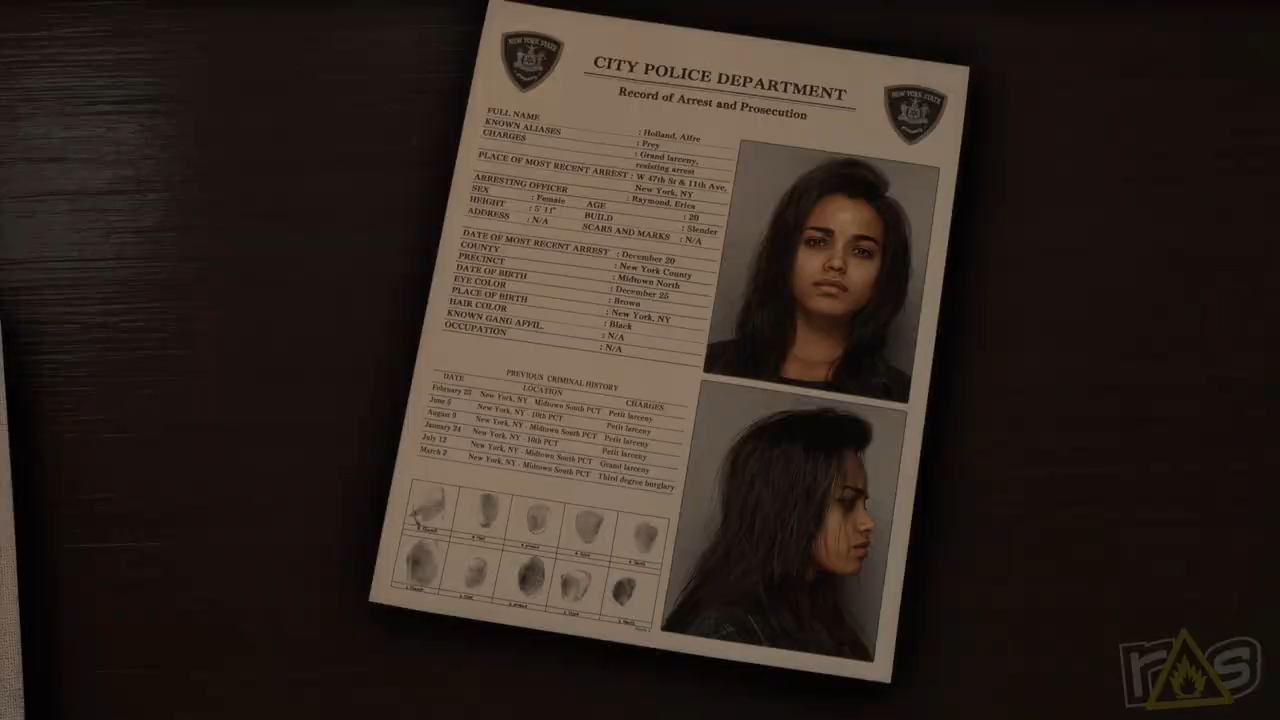 NEW YORK STATE
NEW YORK STATE
CITY POLICE DEPARTMENT
Record of Arrest and Prosecution
FULL NAME : Holland, Alfre
KNOWN ALIASES : Prey
CHARGES : Grand larceny,
resisting arrest
PLACE OF MOST RECENT ARREST : W 47th St & 11th Ave,
New York, NY
ARRESTING OFFICER : Raymond, Erica
SEX : Female AGE : 20
HEIGHT : 5' 11" BUILD : Slender
ADDRESS : N/A SCARS AND MARKS : N/A
DATE OF MOST RECENT ARREST : December 20
COUNTY : New York County
PRECINCT : Midtown North
DATE OF BIRTH : December 25
EYE COLOR : Brown
PLACE OF BIRTH : New York, NY
HAIR COLOR : Black
KNOWN GANG AFFIL. : N/A
OCCUPATION : N/A
PREVIOUS CRIMINAL HISTORY
DATE LOCATION CHARGES
February 23 New York, NY - Midtown South PCT Petit larceny
June 5 New York, NY - 10th PCT Petit larceny
August 9 New York, NY - Midtown South PCT Petit larceny
January 24 New York, NY - 10th PCT Petit larceny
July 12 New York, NY - Midtown South PCT Grand larceny
March 2 New York, NY - Midtown South PCT Third degree burglary
ras